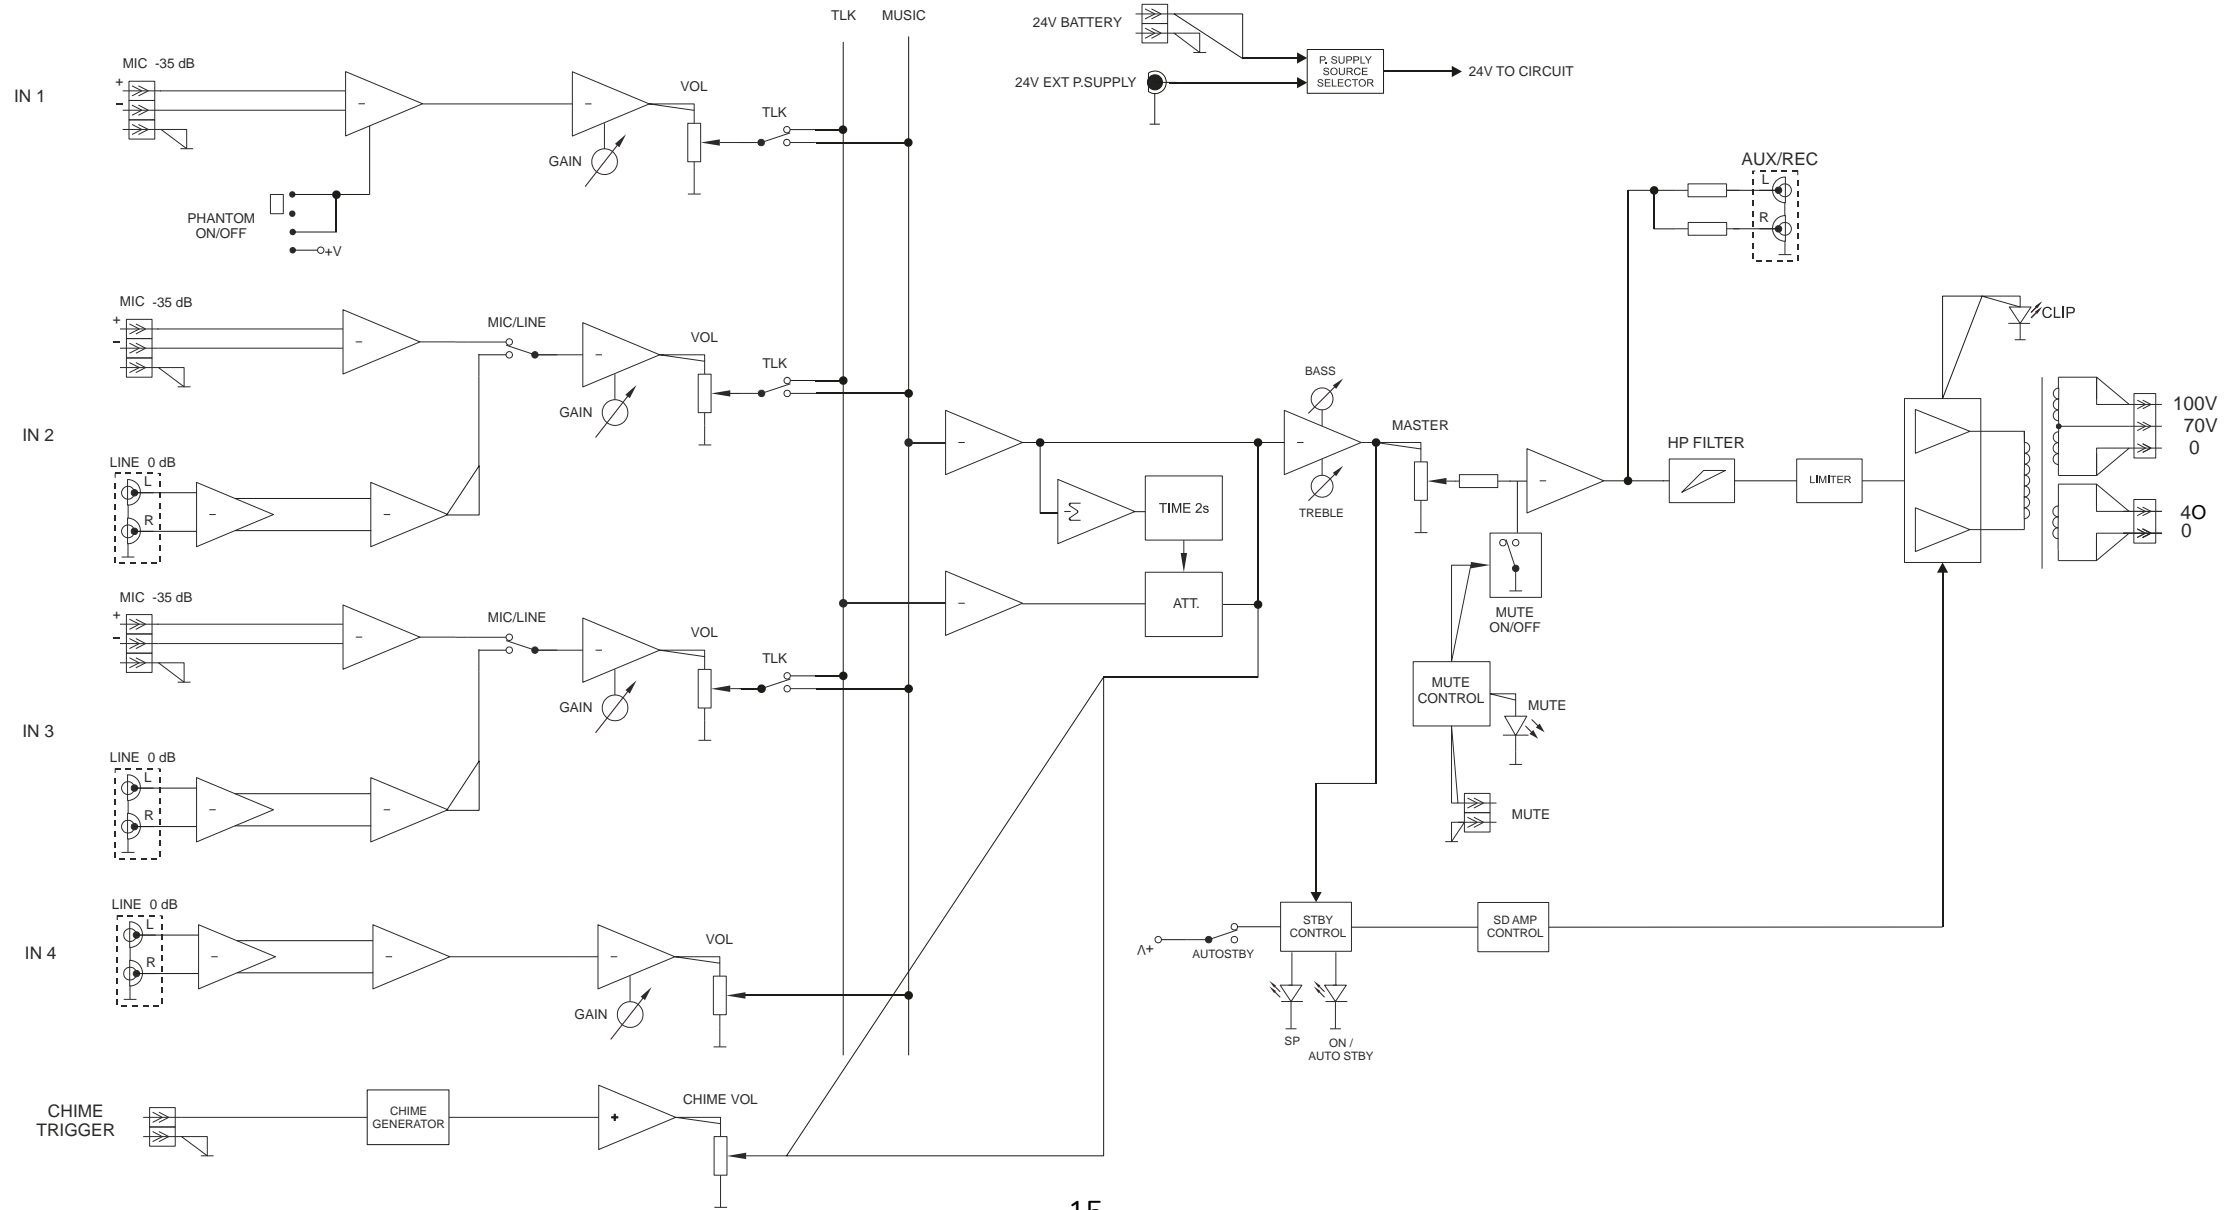 TLK MUSIC
24V BATTERY
24V EXT P.SUPPLY
P. SUPPLY
SOURCE
SELECTOR
24V TO CIRCUIT
IN 1
MIC -35 dB
+
-
-
-
GAIN
VOL
TLK
PHANTOM
ON/OFF
+V
AUX/REC
L
R
IN 2
MIC -35 dB
+
-
-
MIC/LINE
-
GAIN
VOL
TLK
LINE 0 dB
L
R
-
-
IN 3
MIC -35 dB
+
-
-
MIC/LINE
-
GAIN
VOL
TLK
LINE 0 dB
L
R
-
-
IN 4
LINE 0 dB
L
R
-
-
-
GAIN
VOL
CHIME
TRIGGER
CHIME
GENERATOR
+
CHIME VOL
-
-Σ
TIME 2s
-
ATT.
BASS
-
TREBLE
MASTER
-
HP FILTER
LIMITER
CLIP
100V
70V
0
4O
0
MUTE
ON/OFF
MUTE
CONTROL
MUTE
MUTE
Λ+
AUTOSTBY
STBY
CONTROL
SD AMP
CONTROL
SP
ON /
AUTO STBY
15